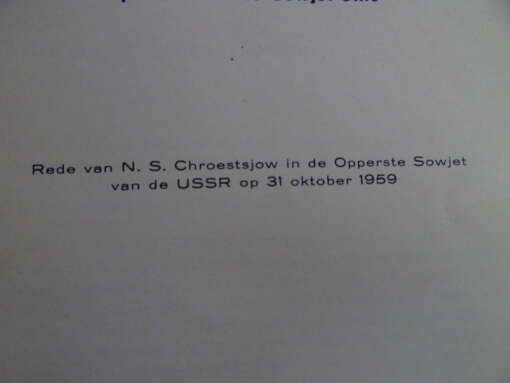 Rede van N. S. Chroestsjow in de Opperste Sowjet
van de USSR op 31 oktober 1959